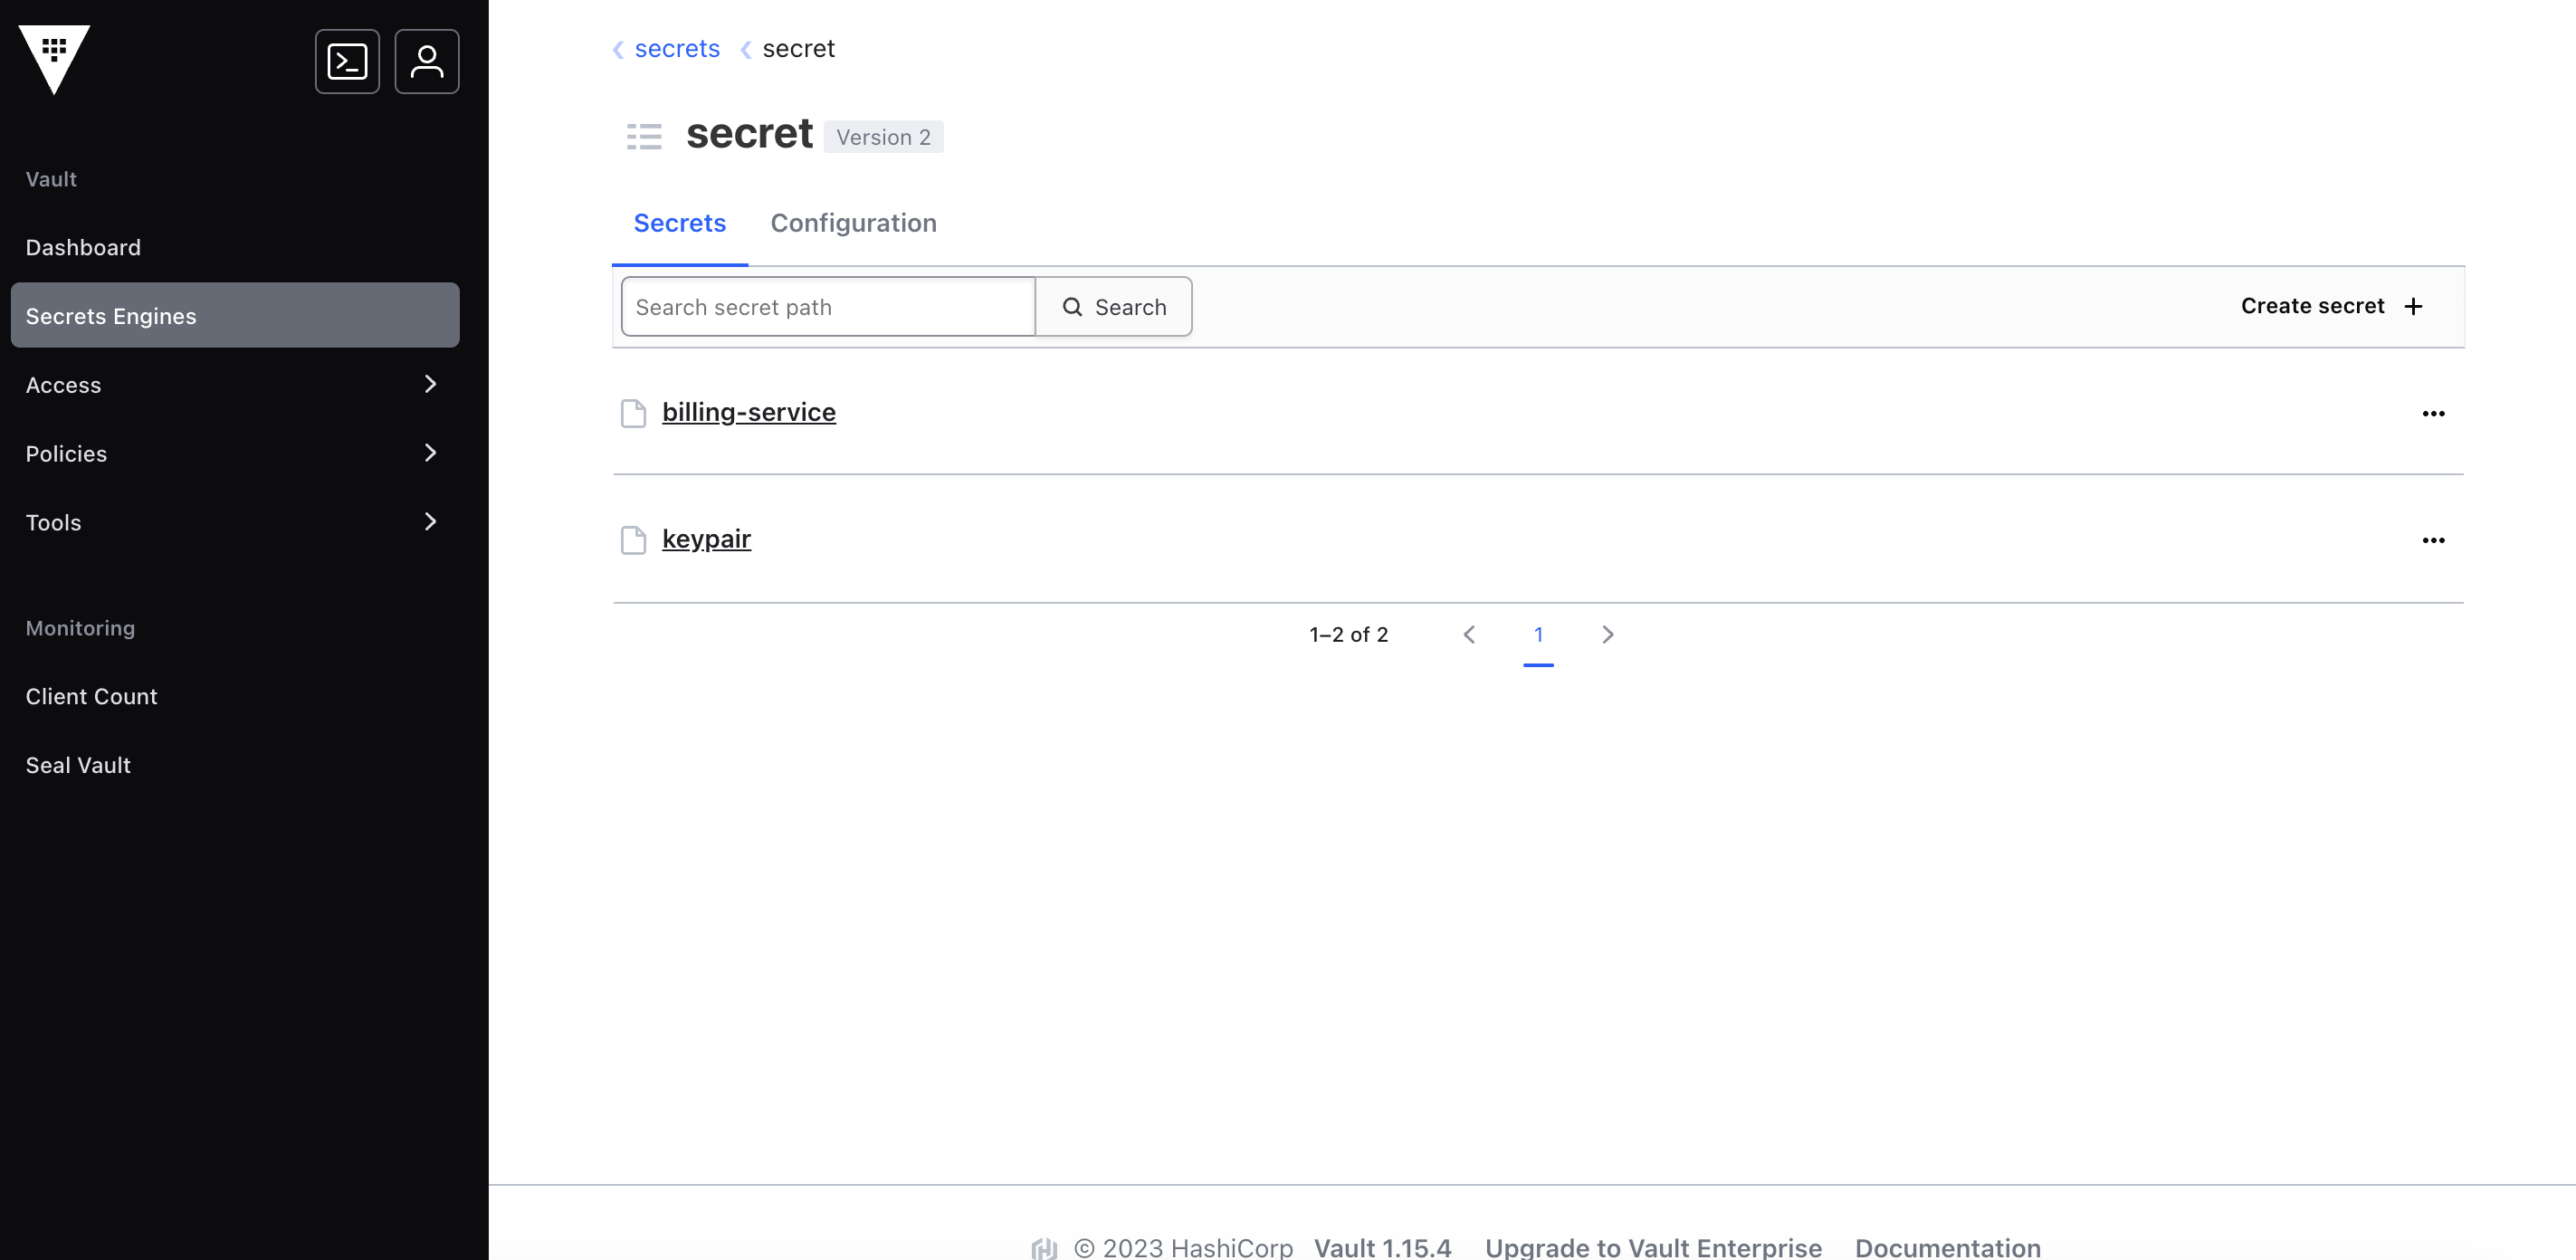 Vault
Dashboard
Secrets Engines
Access
Policies
Tools
Monitoring
Client Count
Seal Vault
secrets secret
secret Version 2
Secrets Configuration
Search secret path Search Create secret
billing-service
keypair
1–2 of 2 1
© 2023 HashiCorp Vault 1.15.4 Upgrade to Vault Enterprise Documentation